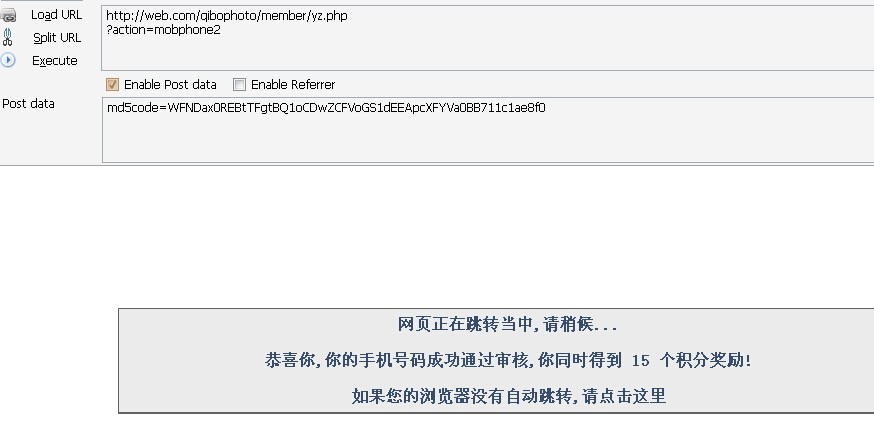 Load URL
http://web.com/qibophoto/member/yz.php
Split URL
?action=mobphone2
Execute
Enable Post data
Enable Referrer
Post data
md5code=WFNDax0REBtTFgtBQ1oCDwZCFVoGS1dEEApcXFYVa0BB711c1ae8f0
网页正在跳转当中,请稍候...
恭喜你,你的手机号码成功通过审核,你同时得到 15 个积分奖励!
如果您的浏览器没有自动跳转,请点击这里